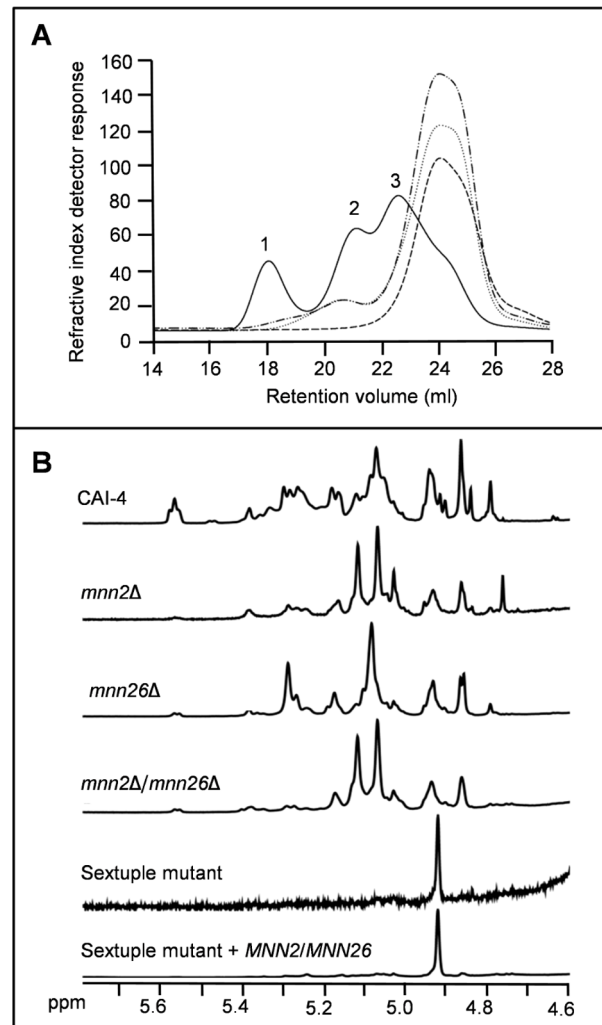 A
Refractive index detector response
160
140
120
100
80
60
40
20
0
1
2
3
14 16 18 20 22 24 26 28
Retention volume (ml)
B
CAI-4
mnn2Δ
mnn26Δ
mnn2Δ/mnn26Δ
Sextuple mutant
Sextuple mutant + MNN2/MNN26
ppm 5.6 5.4 5.2 5.0 4.8 4.6